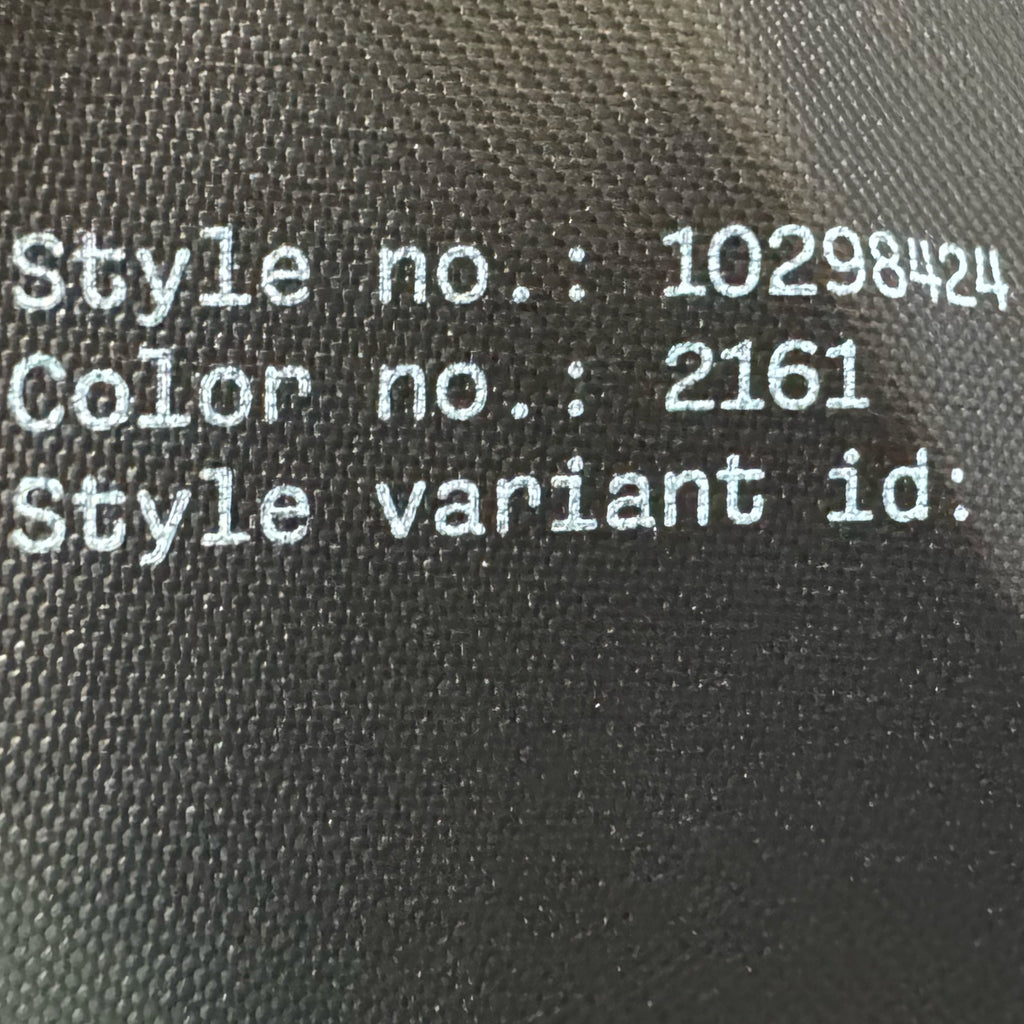 Style no.: 10298424
Color no.: 2161
Style variant id: